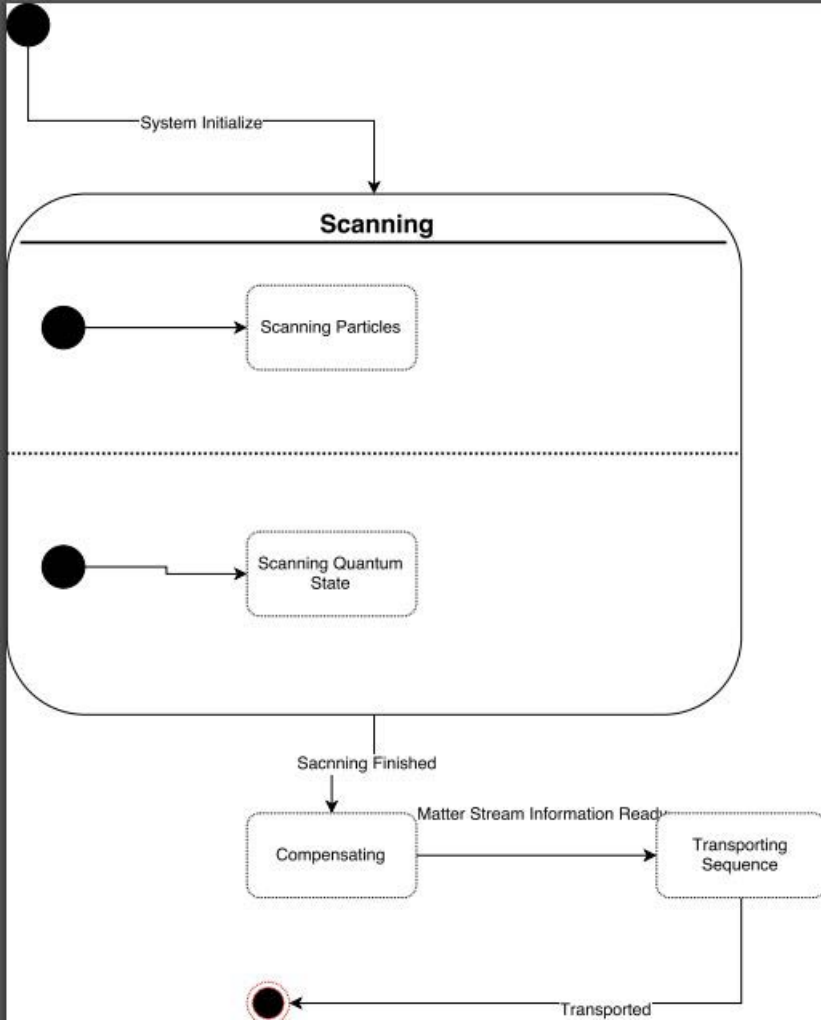 System Initialize
Scanning
Scanning Particles
Scanning Quantum
State
Sacnning Finished
Matter Stream Information Ready
Compensating
Transporting
Sequence
Transported